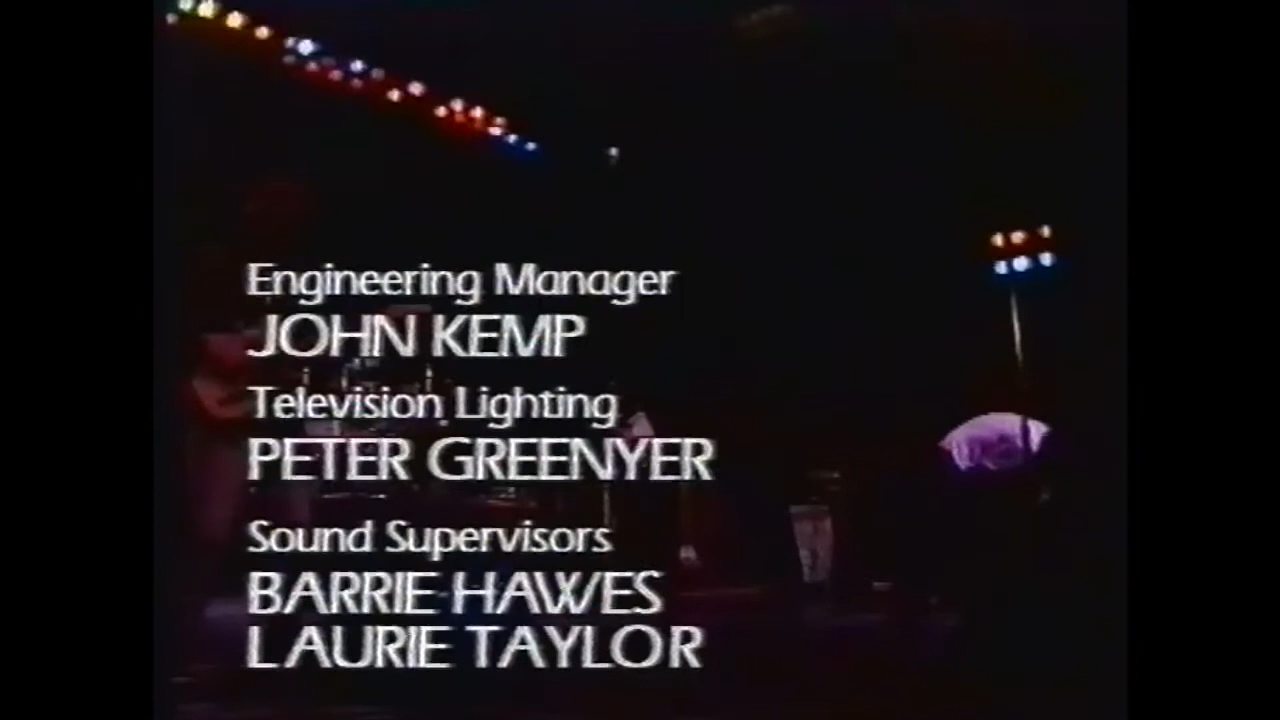 Engineering Manager
JOHN KEMP
Television Lighting
PETER GREENYER
Sound Supervisors
BARRIE HAWES
LAURIE TAYLOR